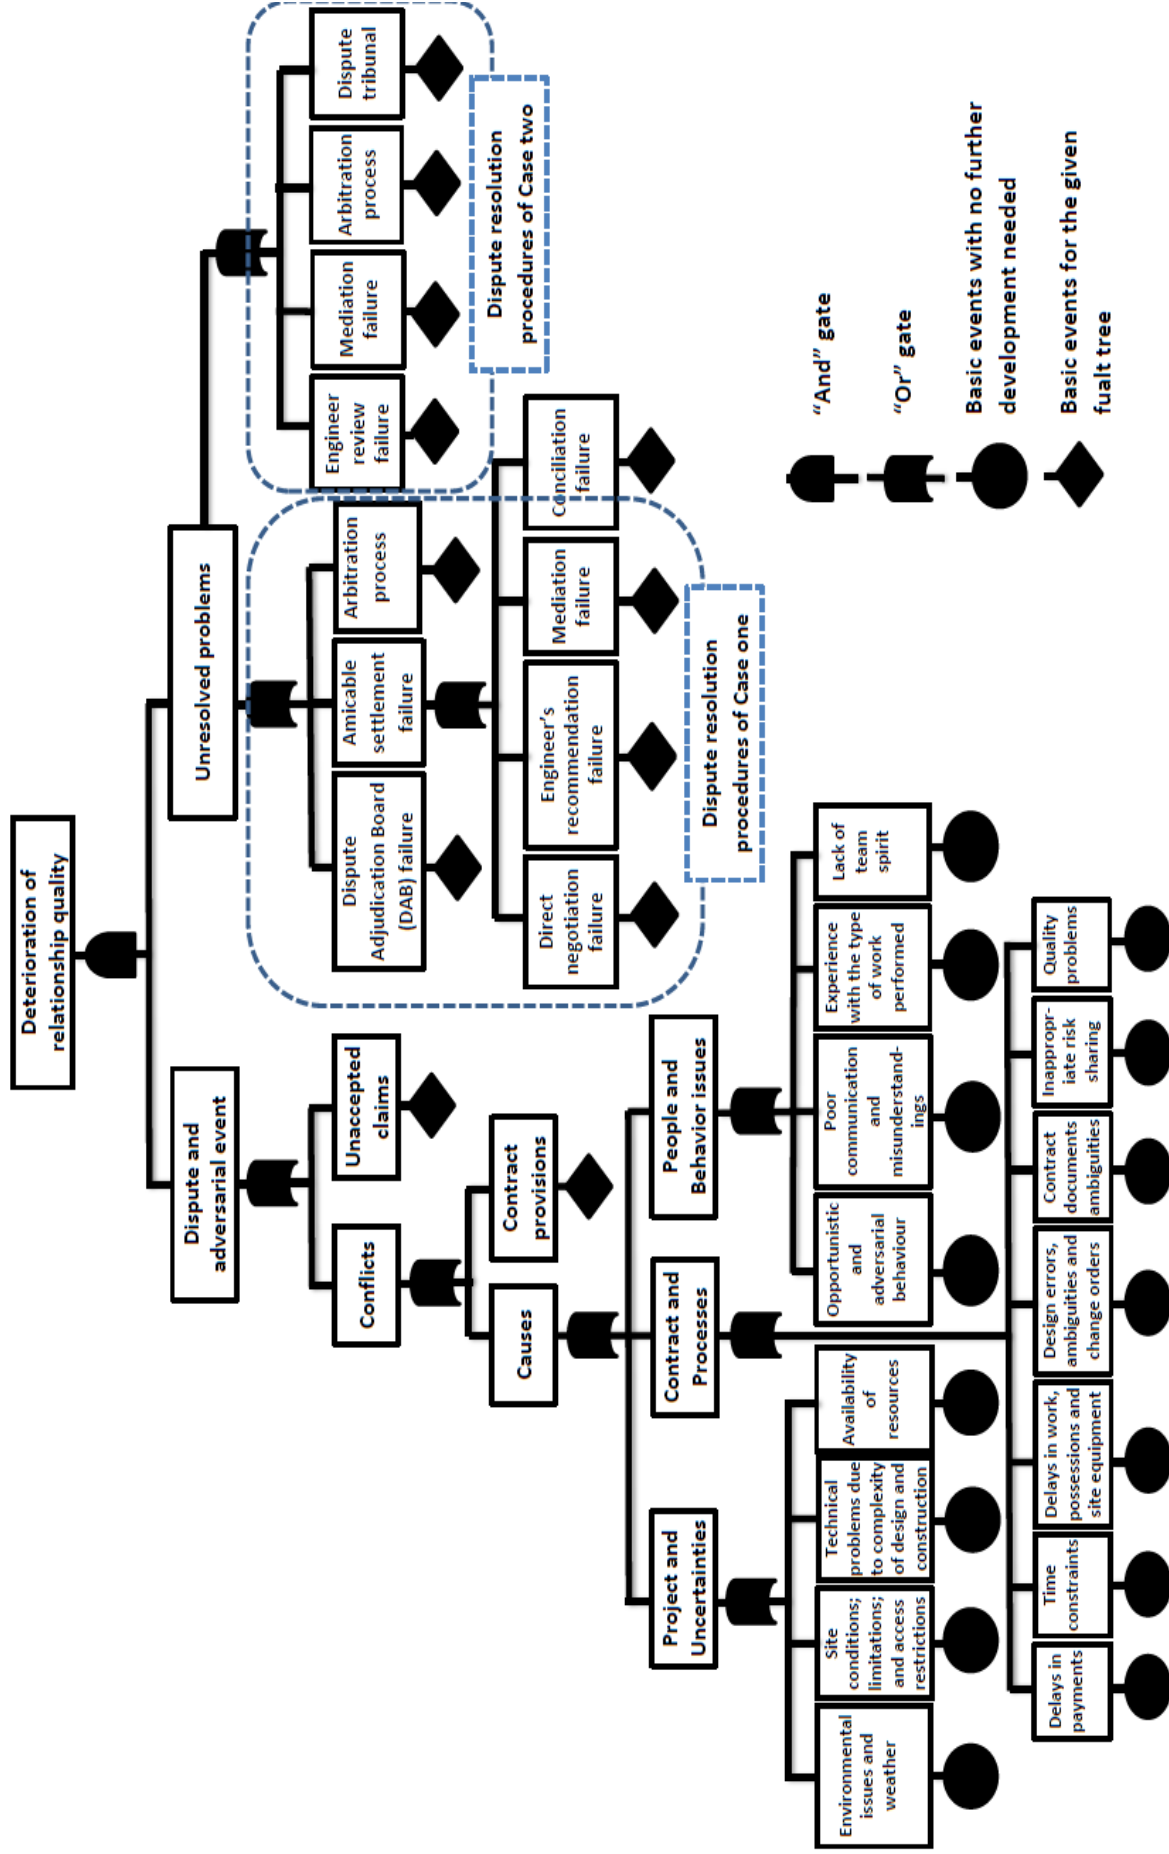 Deterioration of
relationship quality
Dispute and
adversarial event
Unresolved problems
Conflicts
Unaccepted
claims
Dispute
Adjudication Board
(DAB) failure
Amicable
settlement
failure
Arbitration
process
Engineer
review
failure
Mediation
failure
Arbitration
process
Dispute
tribunal
Dispute resolution
procedures of Case two
Causes
Contract
provisions
Direct
negotiation
failure
Engineer’s
recommendation
failure
Mediation
failure
Conciliation
failure
Dispute resolution
procedures of Case one
Project and
Uncertainties
Contract and
Processes
People and
Behavior issues
Environmental
issues and
weather
Site
conditions;
limitations;
and access
restrictions
Technical
problems due
to complexity
of design and
construction
Availability
of
resources
Opportunistic
and
adversarial
behaviour
Poor
communication
and
misunderstand-
ings
Experience
with the type
of work
performed
Lack of
team
spirit
Delays in
payments
Time
constraints
Delays in work,
possessions and
site equipment
Design errors,
ambiguities and
change orders
Contract
documents
ambiguities
Inappropr-
iate risk
sharing
Quality
problems
“And” gate
“Or” gate
Basic events with no further
development needed
Basic events for the given
fualt tree